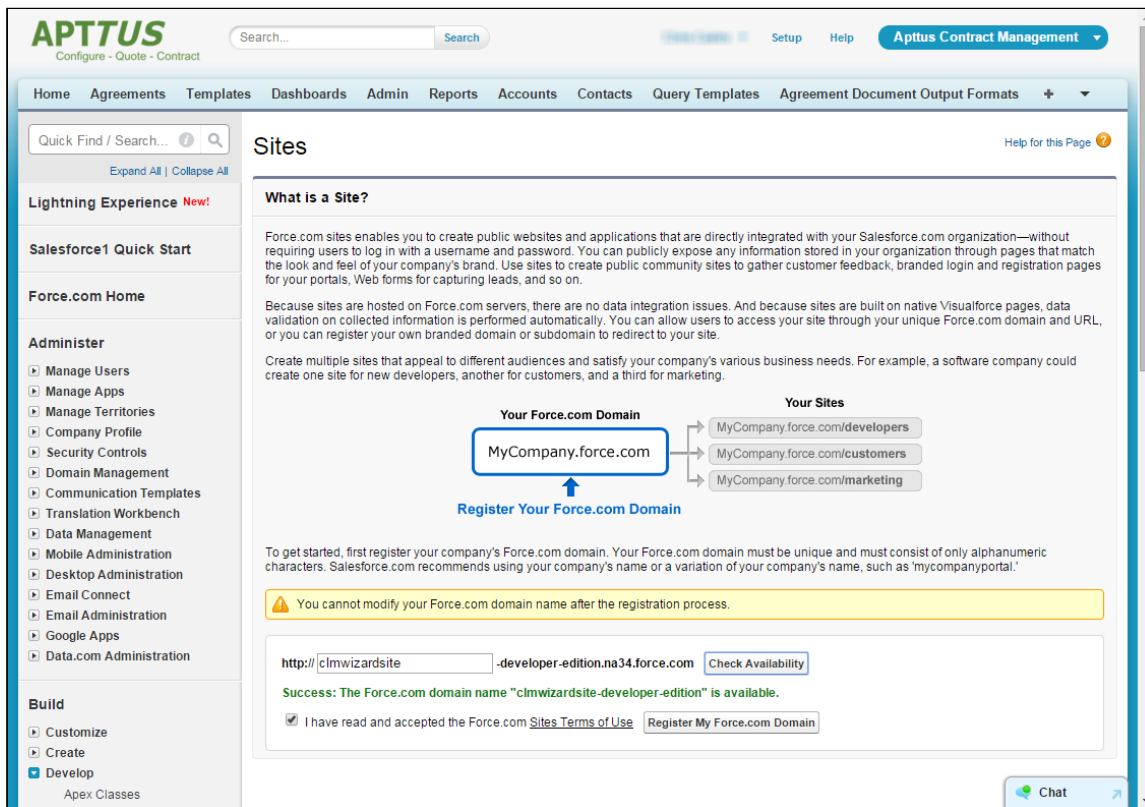 APTTUS
Configure - Quote - Contract
Search...
Search
Setup
Help
Apttus Contract Management
Home Agreements Templates Dashboards Admin Reports Accounts Contacts Query Templates Agreement Document Output Formats +
Quick Find / Search...
Expand All | Collapse All
Lightning Experience New!
Salesforce1 Quick Start
Force.com Home
Administer
Manage Users
Manage Apps
Manage Territories
Company Profile
Security Controls
Domain Management
Communication Templates
Translation Workbench
Data Management
Mobile Administration
Desktop Administration
Email Connect
Email Administration
Google Apps
Data.com Administration
Build
Customize
Create
Develop
Apex Classes
Sites
Help for this Page
What is a Site?
Force.com sites enables you to create public websites and applications that are directly integrated with your Salesforce.com organization—without
requiring users to log in with a username and password. You can publicly expose any information stored in your organization through pages that match
the look and feel of your company's brand. Use sites to create public community sites to gather customer feedback, branded login and registration pages
for your portals, Web forms for capturing leads, and so on.
Because sites are hosted on Force.com servers, there are no data integration issues. And because sites are built on native Visualforce pages, data
validation on collected information is performed automatically. You can allow users to access your site through your unique Force.com domain and URL,
or you can register your own branded domain or subdomain to redirect to your site.
Create multiple sites that appeal to different audiences and satisfy your company's various business needs. For example, a software company could
create one site for new developers, another for customers, and a third for marketing.
Your Force.com Domain
MyCompany.force.com
Register Your Force.com Domain
Your Sites
MyCompany.force.com/developers
MyCompany.force.com/customers
MyCompany.force.com/marketing
To get started, first register your company's Force.com domain. Your Force.com domain must be unique and must consist of only alphanumeric
characters. Salesforce.com recommends using your company's name or a variation of your company's name, such as 'mycompanyportal.'
You cannot modify your Force.com domain name after the registration process.
http:// clmwizardsite -developer-edition.na34.force.com Check Availability
Success: The Force.com domain name "clmwizardsite-developer-edition" is available.
I have read and accepted the Force.com Sites Terms of Use Register My Force.com Domain
Chat